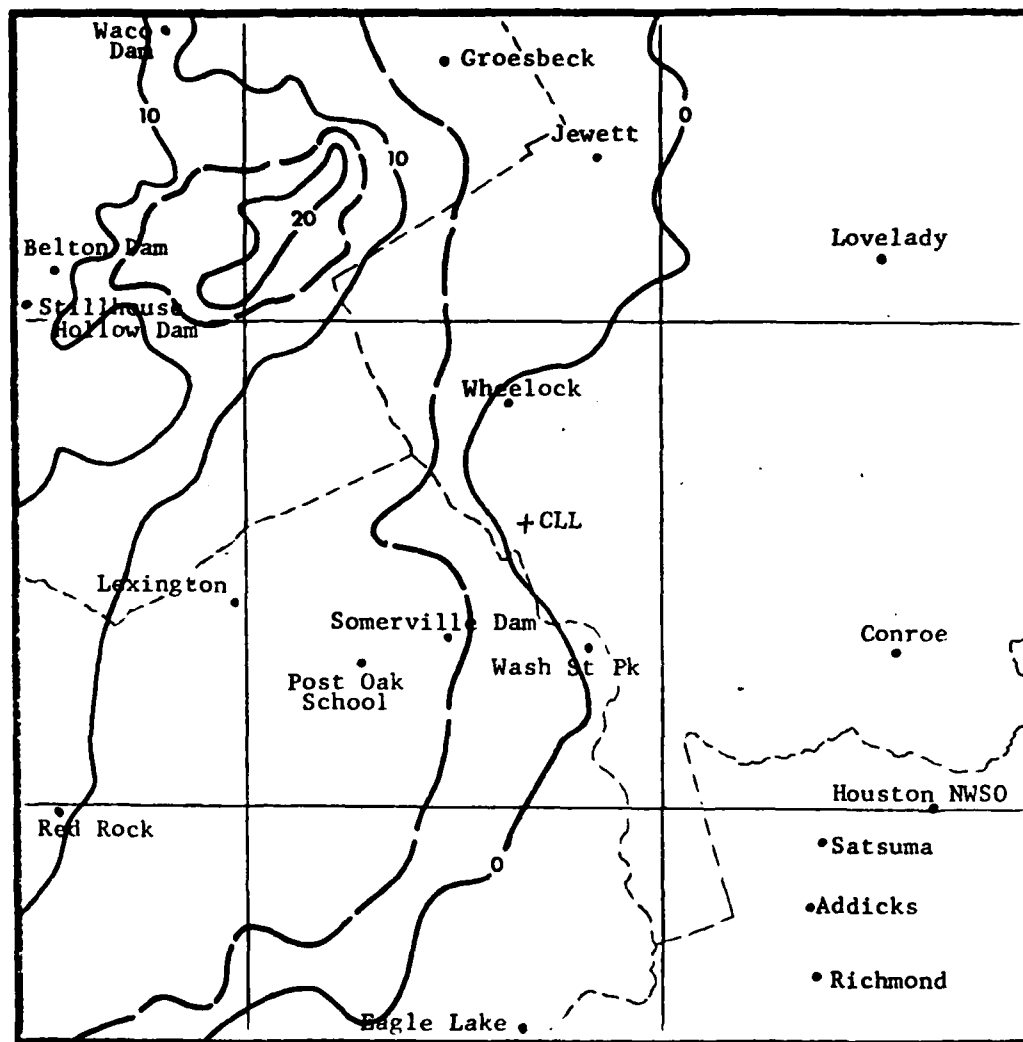 Waco
Dam
Groesbeck
10
0
Jewett
10
20
Lovelady
Belton Dam
Stillhouse
Hollow Dam
Wheelock
CLL
Lexington
Somerville Dam
Conroe
Wash St Pk
Post Oak
School
Houston NWSO
Red Rock
Satsuma
0
Addicks
Richmond
Eagle Lake